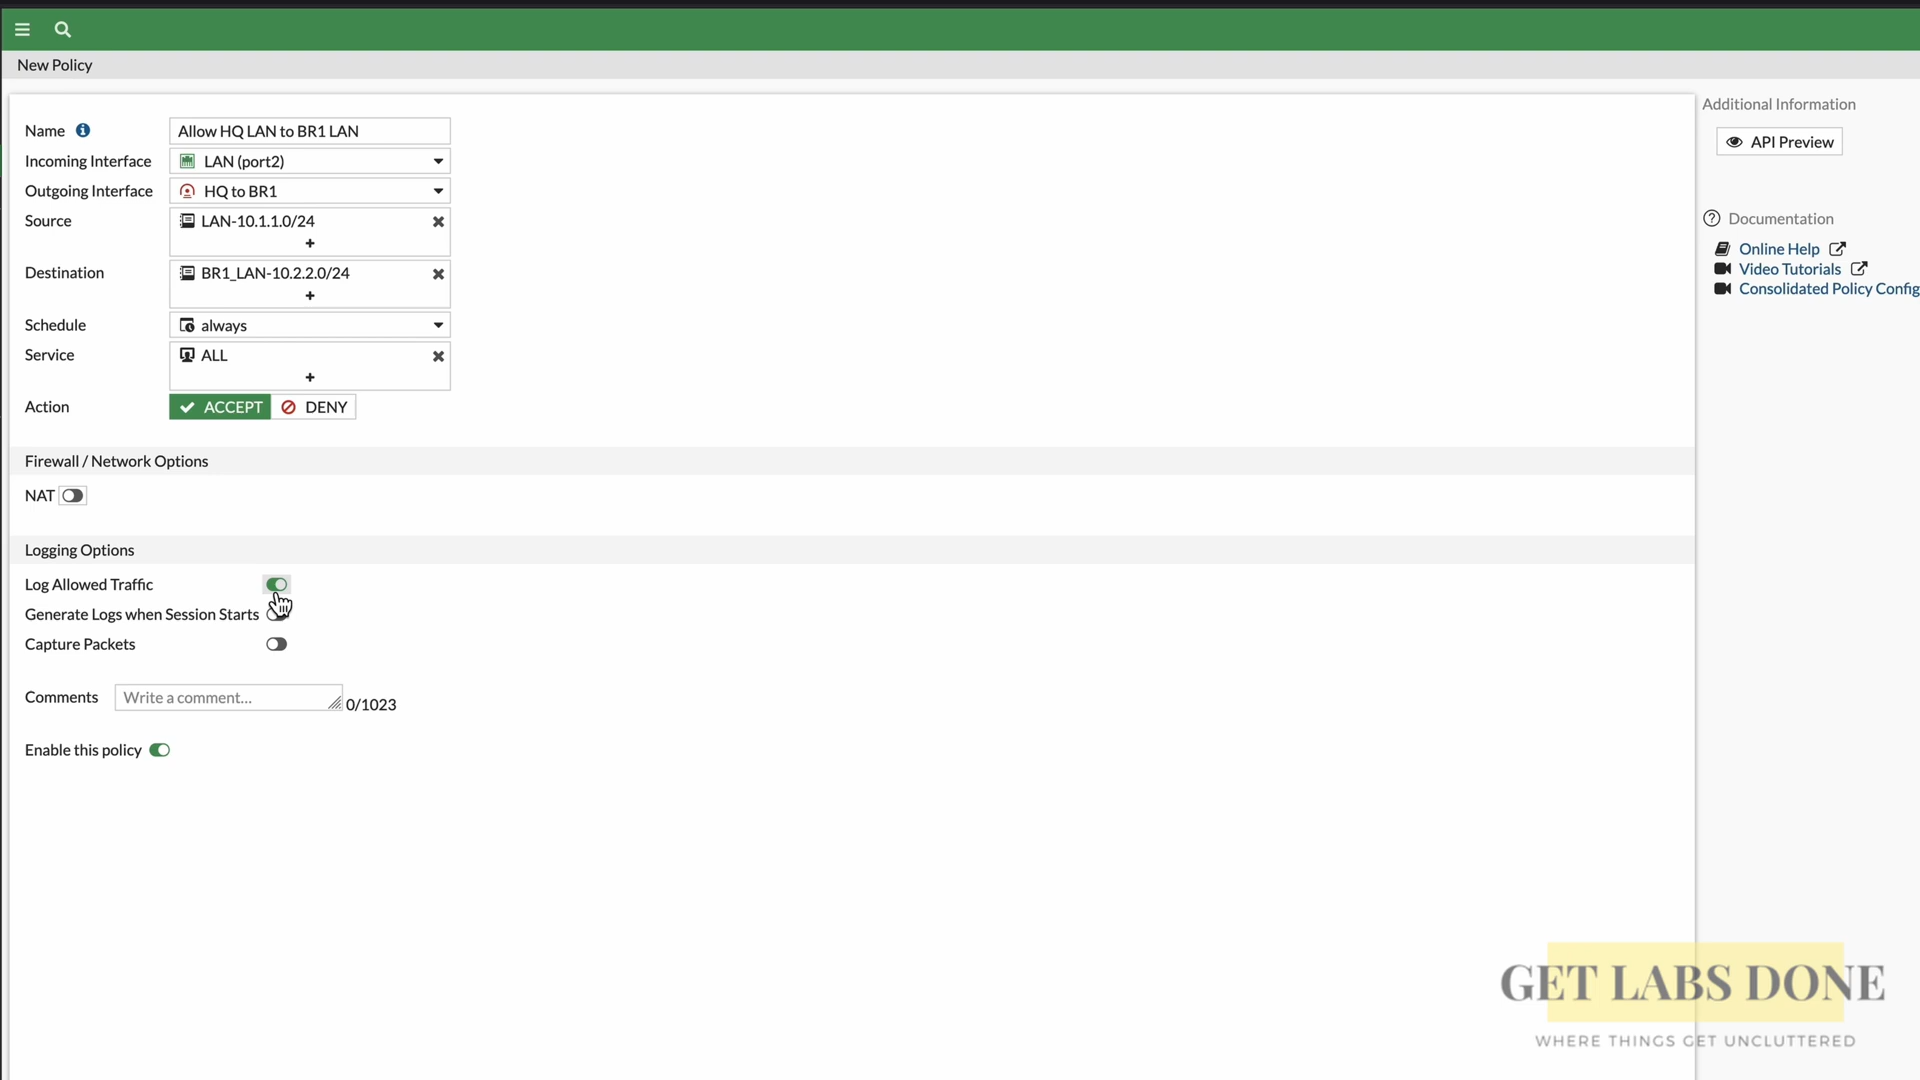 New Policy
Name Allow HQ LAN to BR1 LAN
Incoming Interface LAN (port2)
Outgoing Interface HQ to BR1
Source LAN-10.1.1.0/24
+
Destination BR1_LAN-10.2.2.0/24
+
Schedule always
Service ALL
+
Action ACCEPT DENY
Firewall / Network Options
NAT
Logging Options
Log Allowed Traffic
Generate Logs when Session Starts
Capture Packets
Comments Write a comment... 0/1023
Enable this policy
Additional Information
API Preview
Documentation
Online Help
Video Tutorials
Consolidated Policy Config
GET LABS DONE
WHERE THINGS GET UNCLUTTERED